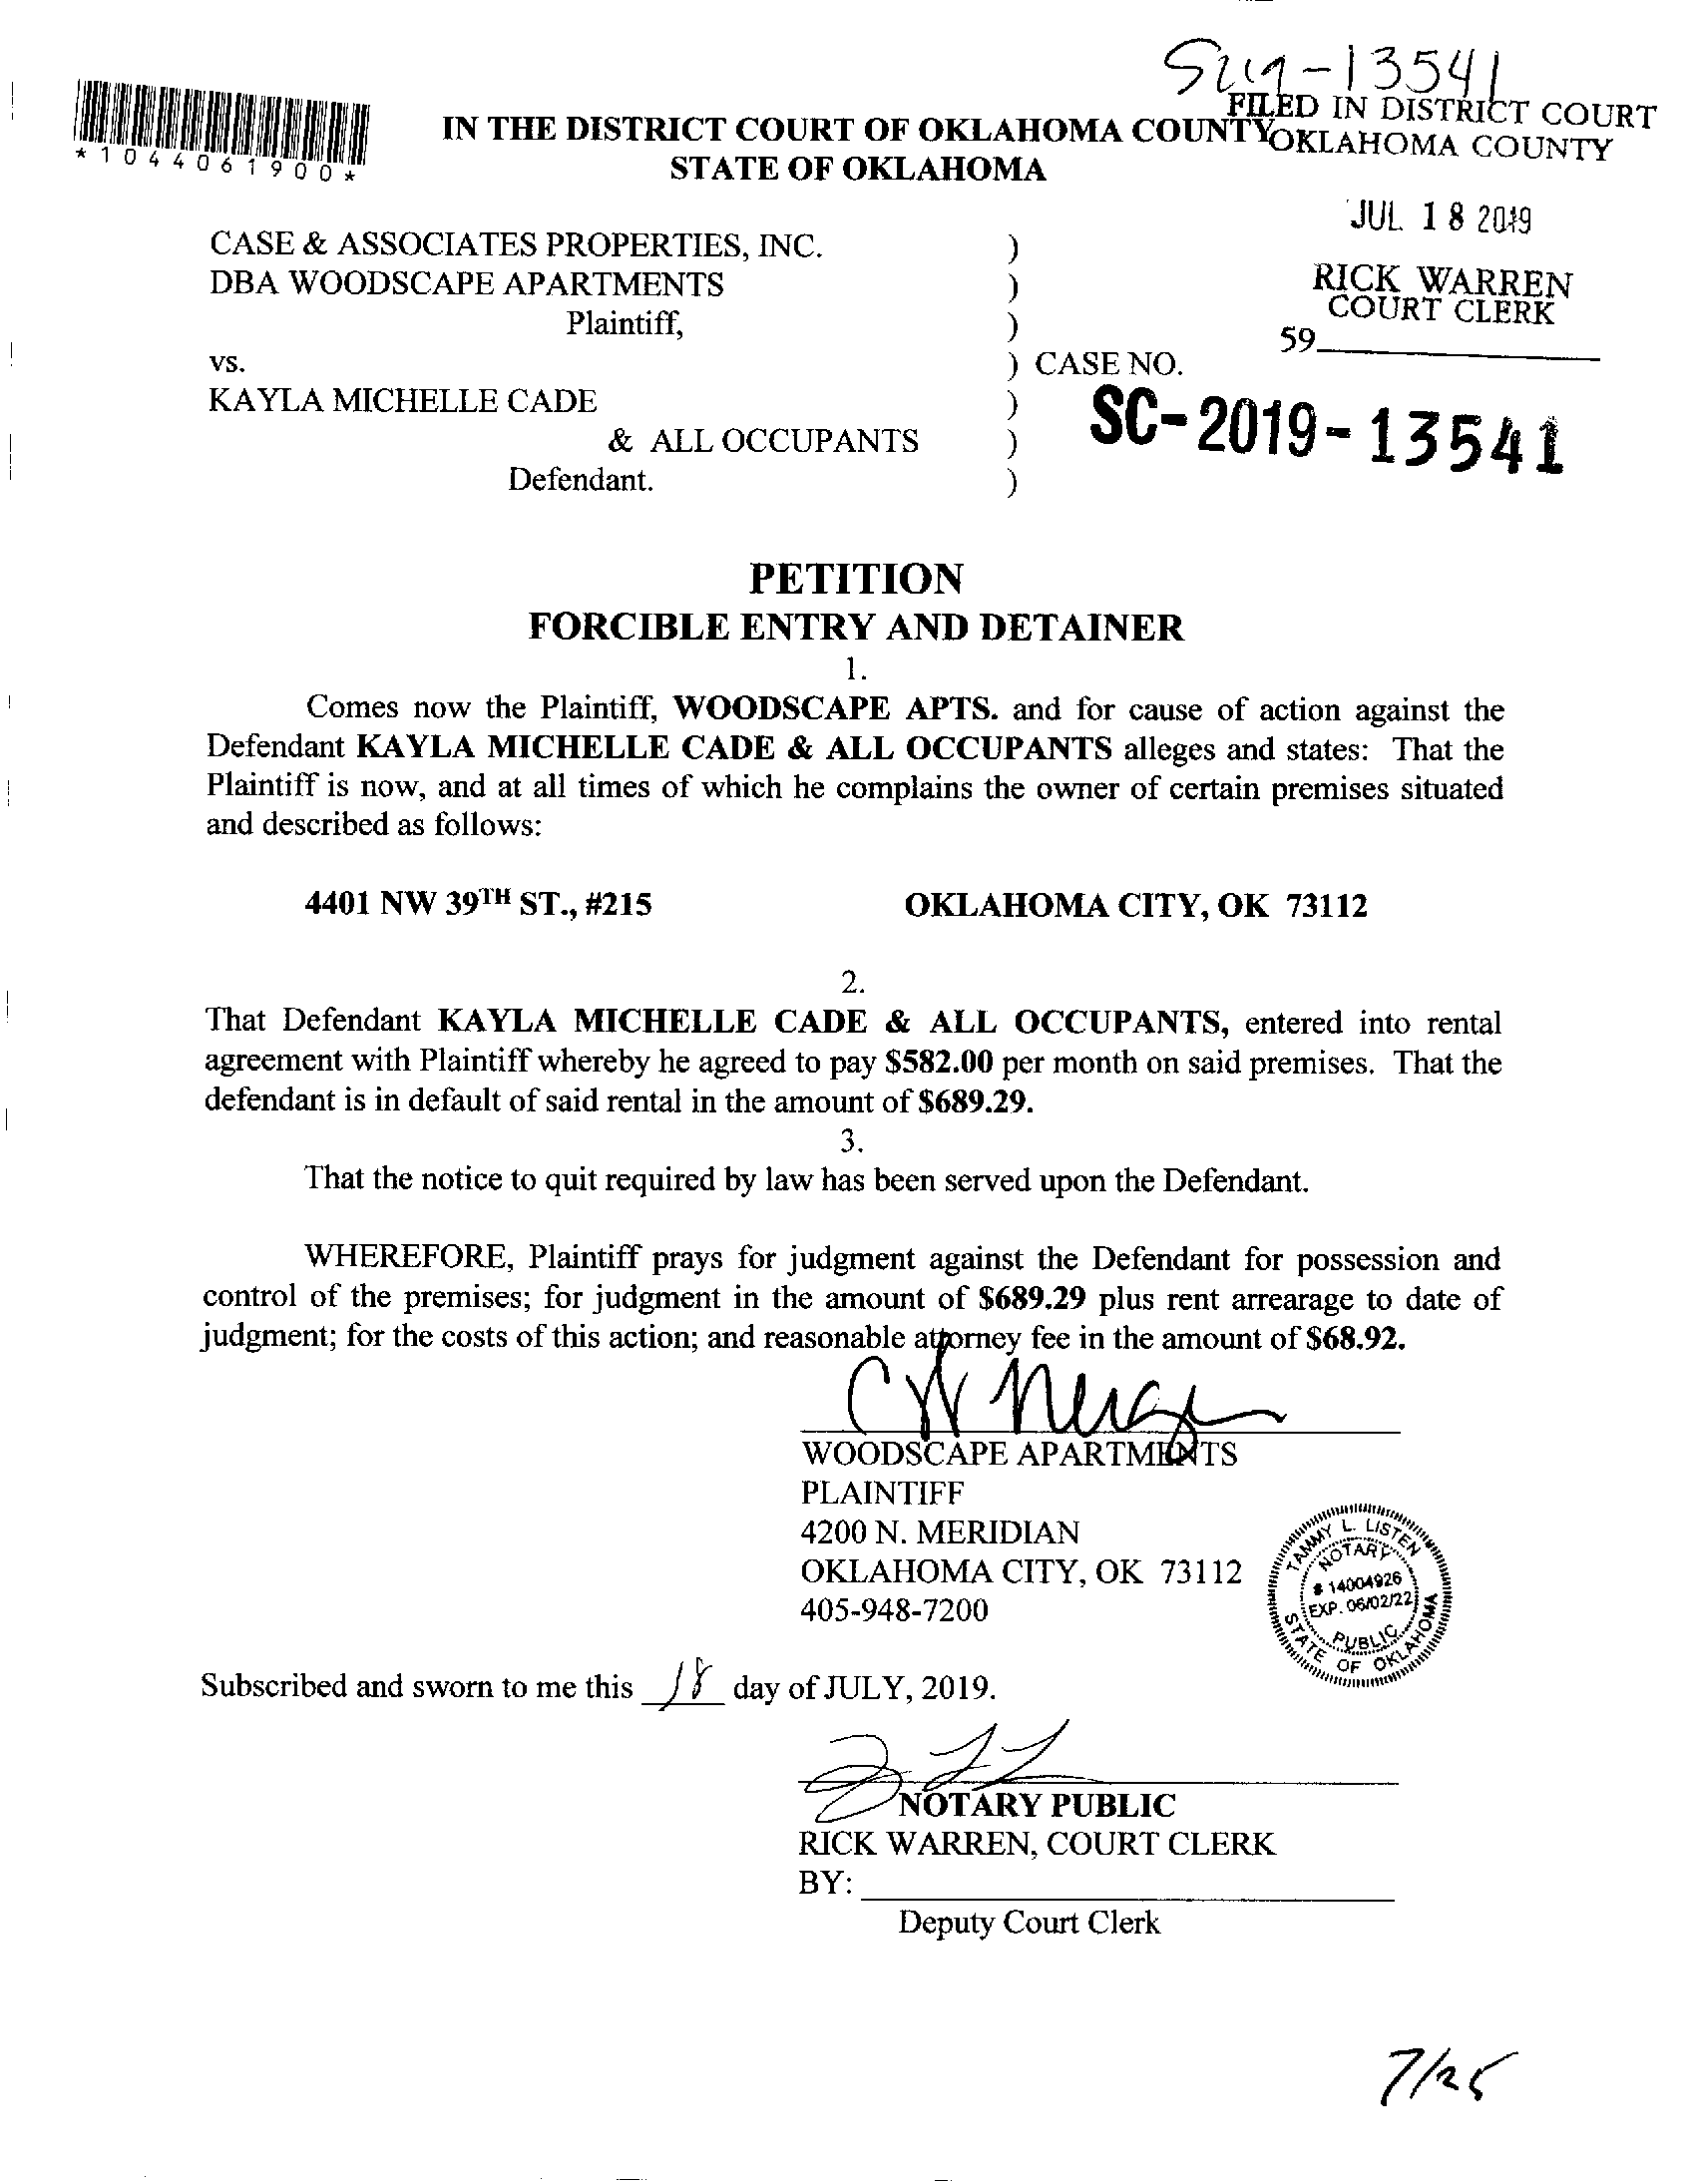 13541
FILED IN DISTRICT COURT
OKLAHOMA COUNTY
*1044061900*
IN THE DISTRICT COURT OF OKLAHOMA COUNTY
STATE OF OKLAHOMA
JUL 18 2019
RICK WARREN
COURT CLERK
59
CASE & ASSOCIATES PROPERTIES, INC. )
DBA WOODSCAPE APARTMENTS )
Plaintiff, )
vs. ) CASE NO.
KAYLA MICHELLE CADE )
& ALL OCCUPANTS )
Defendant. )
SC-2019-13541
PETITION
FORCIBLE ENTRY AND DETAINER
1.
Comes now the Plaintiff, WOODSCAPE APTS. and for cause of action against the
Defendant KAYLA MICHELLE CADE & ALL OCCUPANTS alleges and states: That the
Plaintiff is now, and at all times of which he complains the owner of certain premises situated
and described as follows:
4401 NW 39TH ST., #215 OKLAHOMA CITY, OK 73112
2.
That Defendant KAYLA MICHELLE CADE & ALL OCCUPANTS, entered into rental
agreement with Plaintiff whereby he agreed to pay $582.00 per month on said premises. That the
defendant is in default of said rental in the amount of $689.29.
3.
That the notice to quit required by law has been served upon the Defendant.
WHEREFORE, Plaintiff prays for judgment against the Defendant for possession and
control of the premises; for judgment in the amount of $689.29 plus rent arrearage to date of
judgment; for the costs of this action; and reasonable attorney fee in the amount of $68.92.
WOODSCAPE APARTMENTS
PLAINTIFF
4200 N. MERIDIAN
OKLAHOMA CITY, OK 73112
405-948-7200
TAMMY L. LISTEN
NOTARY
# 14004926
EXP. 06/02/22
PUBLIC
STATE OF OKLAHOMA
Subscribed and sworn to me this 18 day of JULY, 2019.
NOTARY PUBLIC
RICK WARREN, COURT CLERK
BY:
Deputy Court Clerk
7/25